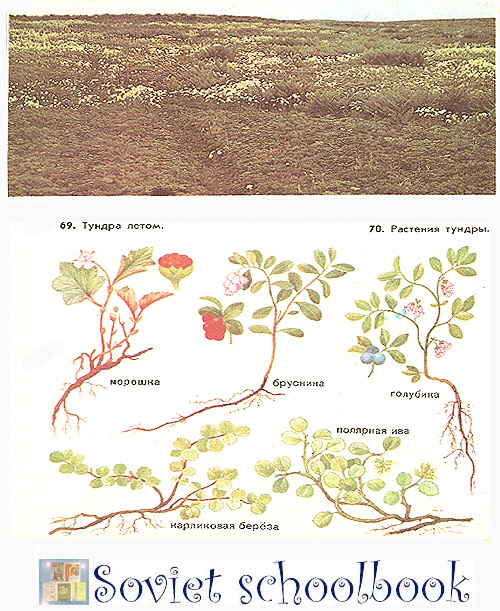 69. Тундра летом.
70. Растения тундры.
морошка
брусника
голубика
полярная ива
карликовая берёза
Soviet schoolbook